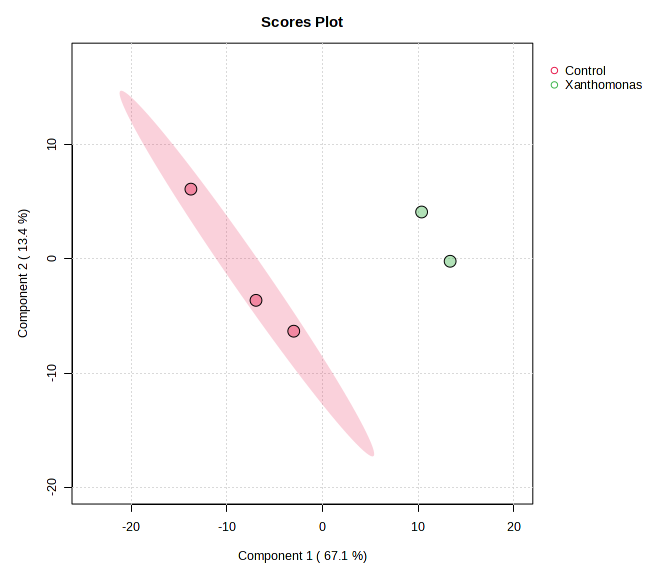 Scores Plot
Control
Xanthomonas
10
0
-10
-20
Component 2 ( 13.4 %)
-20
-10
0
10
20
Component 1 ( 67.1 %)